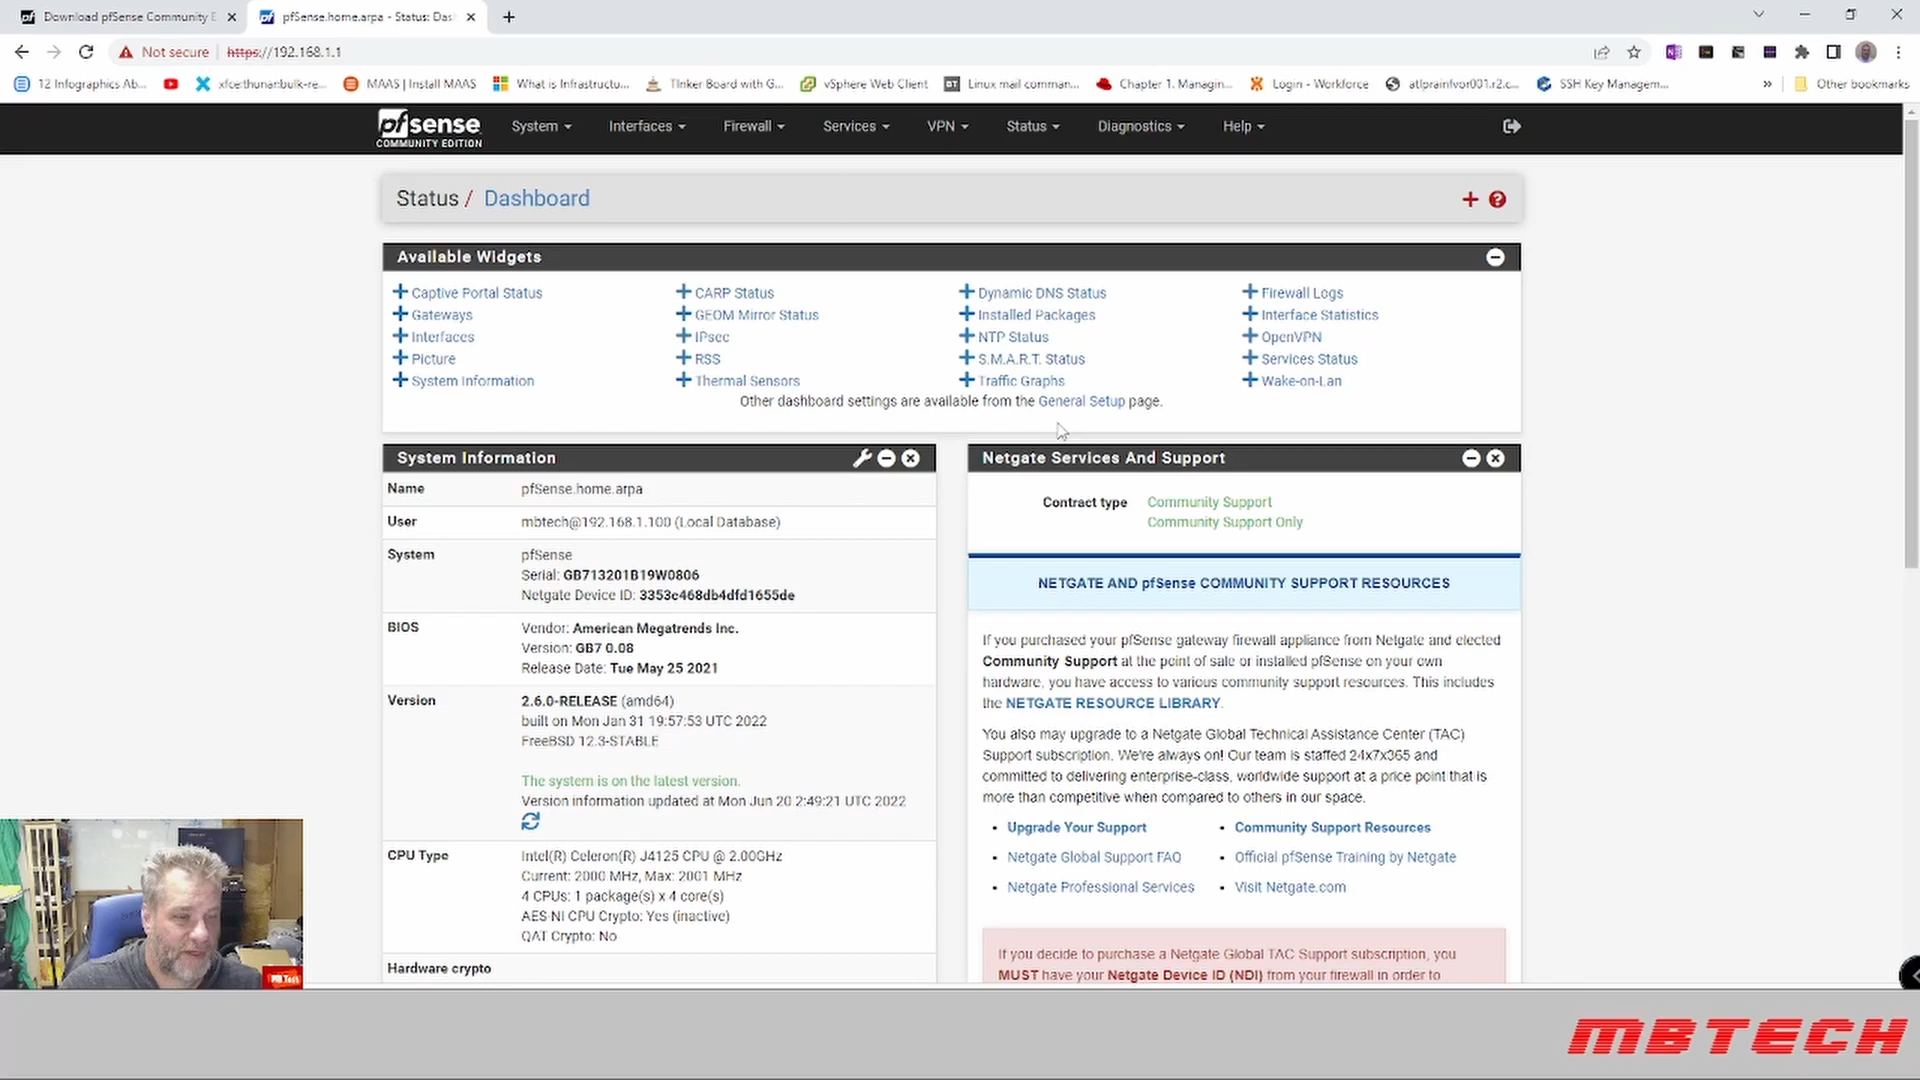 Download pfSense Community E
pfSense.home.arpa - Status: Das
Not secure
https://192.168.1.1
12 Infographics Ab...
MAAS | Install MAAS
What is Infrastructu...
TInker Board with G...
vSphere Web Client
Linux mail comman...
Chapter 1. Managin...
Login - Workforce
SSH Key Managem...
Other bookmarks
pfsense
COMMUNITY EDITION
System
Interfaces
Firewall
Services
VPN
Status
Diagnostics
Help
Status / Dashboard
Available Widgets
Captive Portal Status
CARP Status
Dynamic DNS Status
Firewall Logs
Gateways
GEOM Mirror Status
Installed Packages
Interface Statistics
Interfaces
IPsec
NTP Status
OpenVPN
Picture
RSS
S.M.A.R.T. Status
Services Status
System Information
Thermal Sensors
Traffic Graphs
Wake-on-Lan
Other dashboard settings are available from the General Setup page.
System Information
Name pfSense.home.arpa
User mbtech@192.168.1.100 (Local Database)
System pfSense
Serial: GB713201B19W0806
Netgate Device ID: 3353c468db4dfd1655de
BIOS Vendor: American Megatrends Inc.
Version: GB7 0.08
Release Date: Tue May 25 2021
Version 2.6.0-RELEASE (amd64)
built on Mon Jan 31 19:57:53 UTC 2022
FreeBSD 12.3-STABLE
The system is on the latest version.
Version information updated at Mon Jun 20 2:49:21 UTC 2022
CPU Type Intel(R) Celeron(R) J4125 CPU @ 2.00GHz
Current: 2000 MHz, Max: 2001 MHz
4 CPUs: 1 package(s) x 4 core(s)
AES-NI CPU Crypto: Yes (inactive)
QAT Crypto: No
Hardware crypto
Netgate Services And Support
Contract type Community Support
Community Support Only
NETGATE AND pfSense COMMUNITY SUPPORT RESOURCES
If you purchased your pfSense gateway firewall appliance from Netgate and elected
Community Support at the point of sale or installed pfSense on your own
hardware, you have access to various community support resources. This includes
the NETGATE RESOURCE LIBRARY.
You also may upgrade to a Netgate Global Technical Assistance Center (TAC)
Support subscription. We're always on! Our team is staffed 24x7x365 and
committed to delivering enterprise-class, worldwide support at a price point that is
more than competitive when compared to others in our space.
Upgrade Your Support
Community Support Resources
Netgate Global Support FAQ
Official pfSense Training by Netgate
Netgate Professional Services
Visit Netgate.com
If you decide to purchase a Netgate Global TAC Support subscription, you
MUST have your Netgate Device ID (NDI) from your firewall in order to
MB Tech
MBTECH